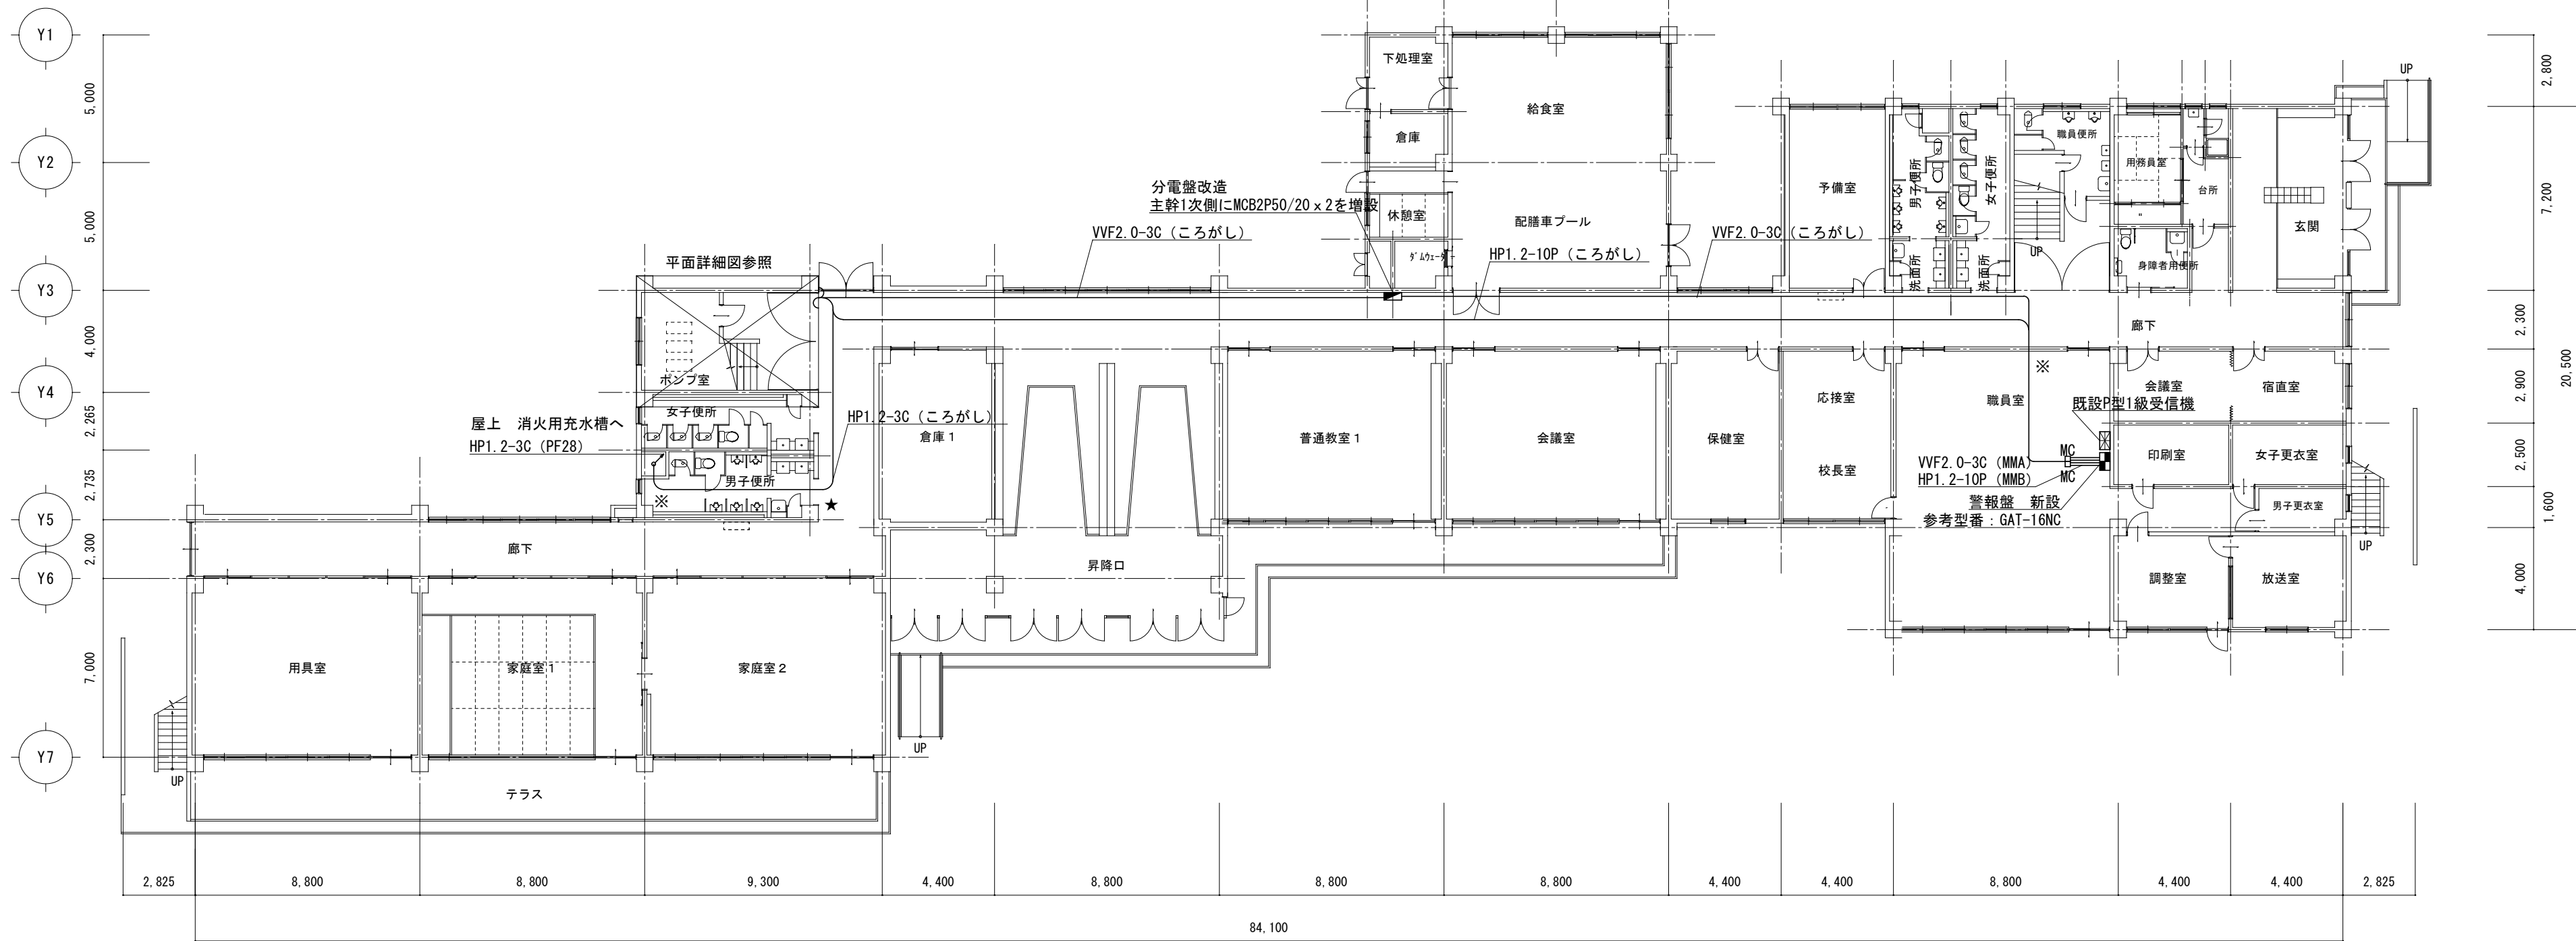 Y1
Y2
Y3
Y4
Y5
Y6
Y7
5,000
5,000
4,000
2,265
2,735
2,300
7,000
下処理室
給食室
倉庫
分電盤改造
主幹1次側にMCB2P50/20x2を増設
休憩室
配膳車プール
VVF2.0-3C（ころがし）
HP1.2-10P（ころがし）
VVF2.0-3C（ころがし）
ﾀﾞﾑｳｪｰﾀﾞ
予備室
男子便所
女子便所
洗面所
洗面所
職員便所
UP
用務員室
台所
玄関
身障者用便所
UP
平面詳細図参照
ポンプ室
女子便所
屋上　消火用充水槽へ
HP1.2-3C（PF28）
HP1.2-3C（ころがし）
男子便所
※
★
廊下
倉庫１
普通教室１
会議室
保健室
応接室
校長室
職員室
※
廊下
会議室
宿直室
既設P型1級受信機
MC
VVF2.0-3C（MMA）
HP1.2-10P（MMB）
MC
警報盤　新設
参考型番：GAT-16NC
印刷室
女子更衣室
男子更衣室
UP
調整室
放送室
昇降口
用具室
家庭室１
家庭室２
UP
UP
テラス
2,800
7,200
2,300
2,900
2,500
1,600
4,000
20,500
2,825
8,800
8,800
9,300
4,400
8,800
8,800
8,800
4,400
4,400
8,800
4,400
4,400
2,825
84,100